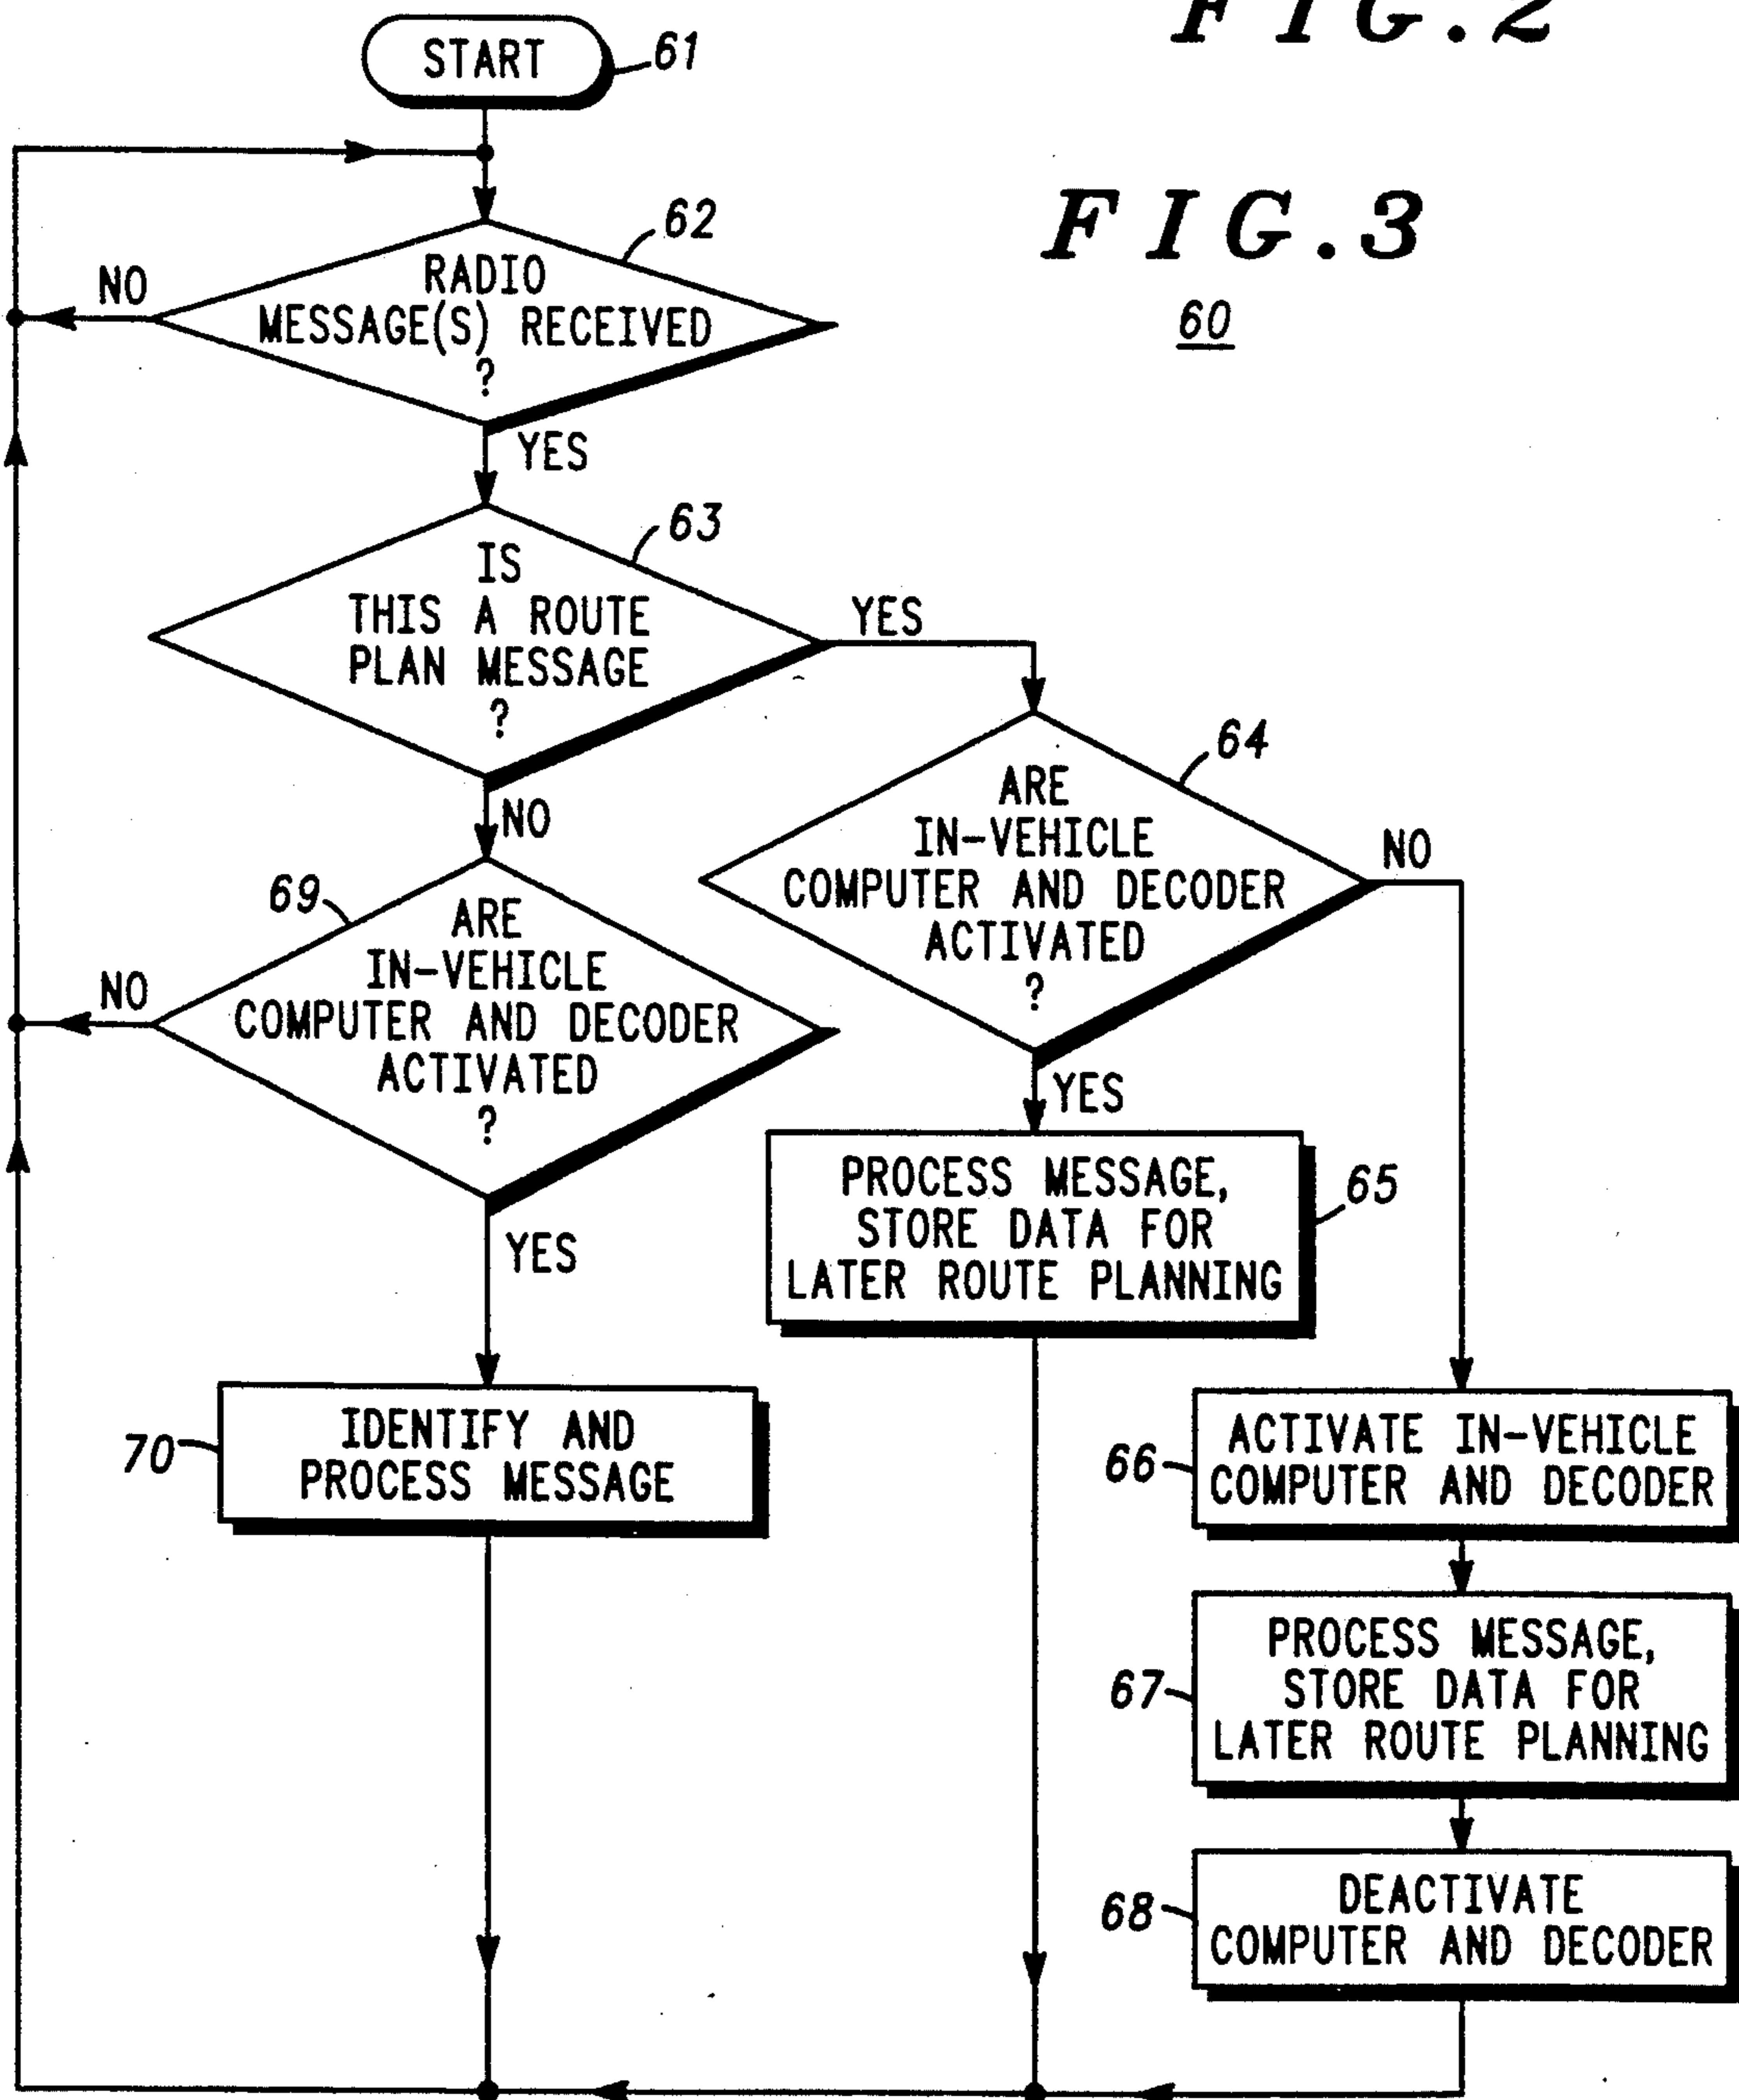 FIG.2
START
61
FIG.3
60
62
RADIO
MESSAGE(S) RECEIVED
?
NO
YES
63
IS
THIS A ROUTE
PLAN MESSAGE
?
YES
NO
64
ARE
IN-VEHICLE
COMPUTER AND DECODER
ACTIVATED
?
NO
YES
69
ARE
IN-VEHICLE
COMPUTER AND DECODER
ACTIVATED
?
NO
YES
65
PROCESS MESSAGE,
STORE DATA FOR
LATER ROUTE PLANNING
70
IDENTIFY AND
PROCESS MESSAGE
66
ACTIVATE IN-VEHICLE
COMPUTER AND DECODER
67
PROCESS MESSAGE,
STORE DATA FOR
LATER ROUTE PLANNING
68
DEACTIVATE
COMPUTER AND DECODER